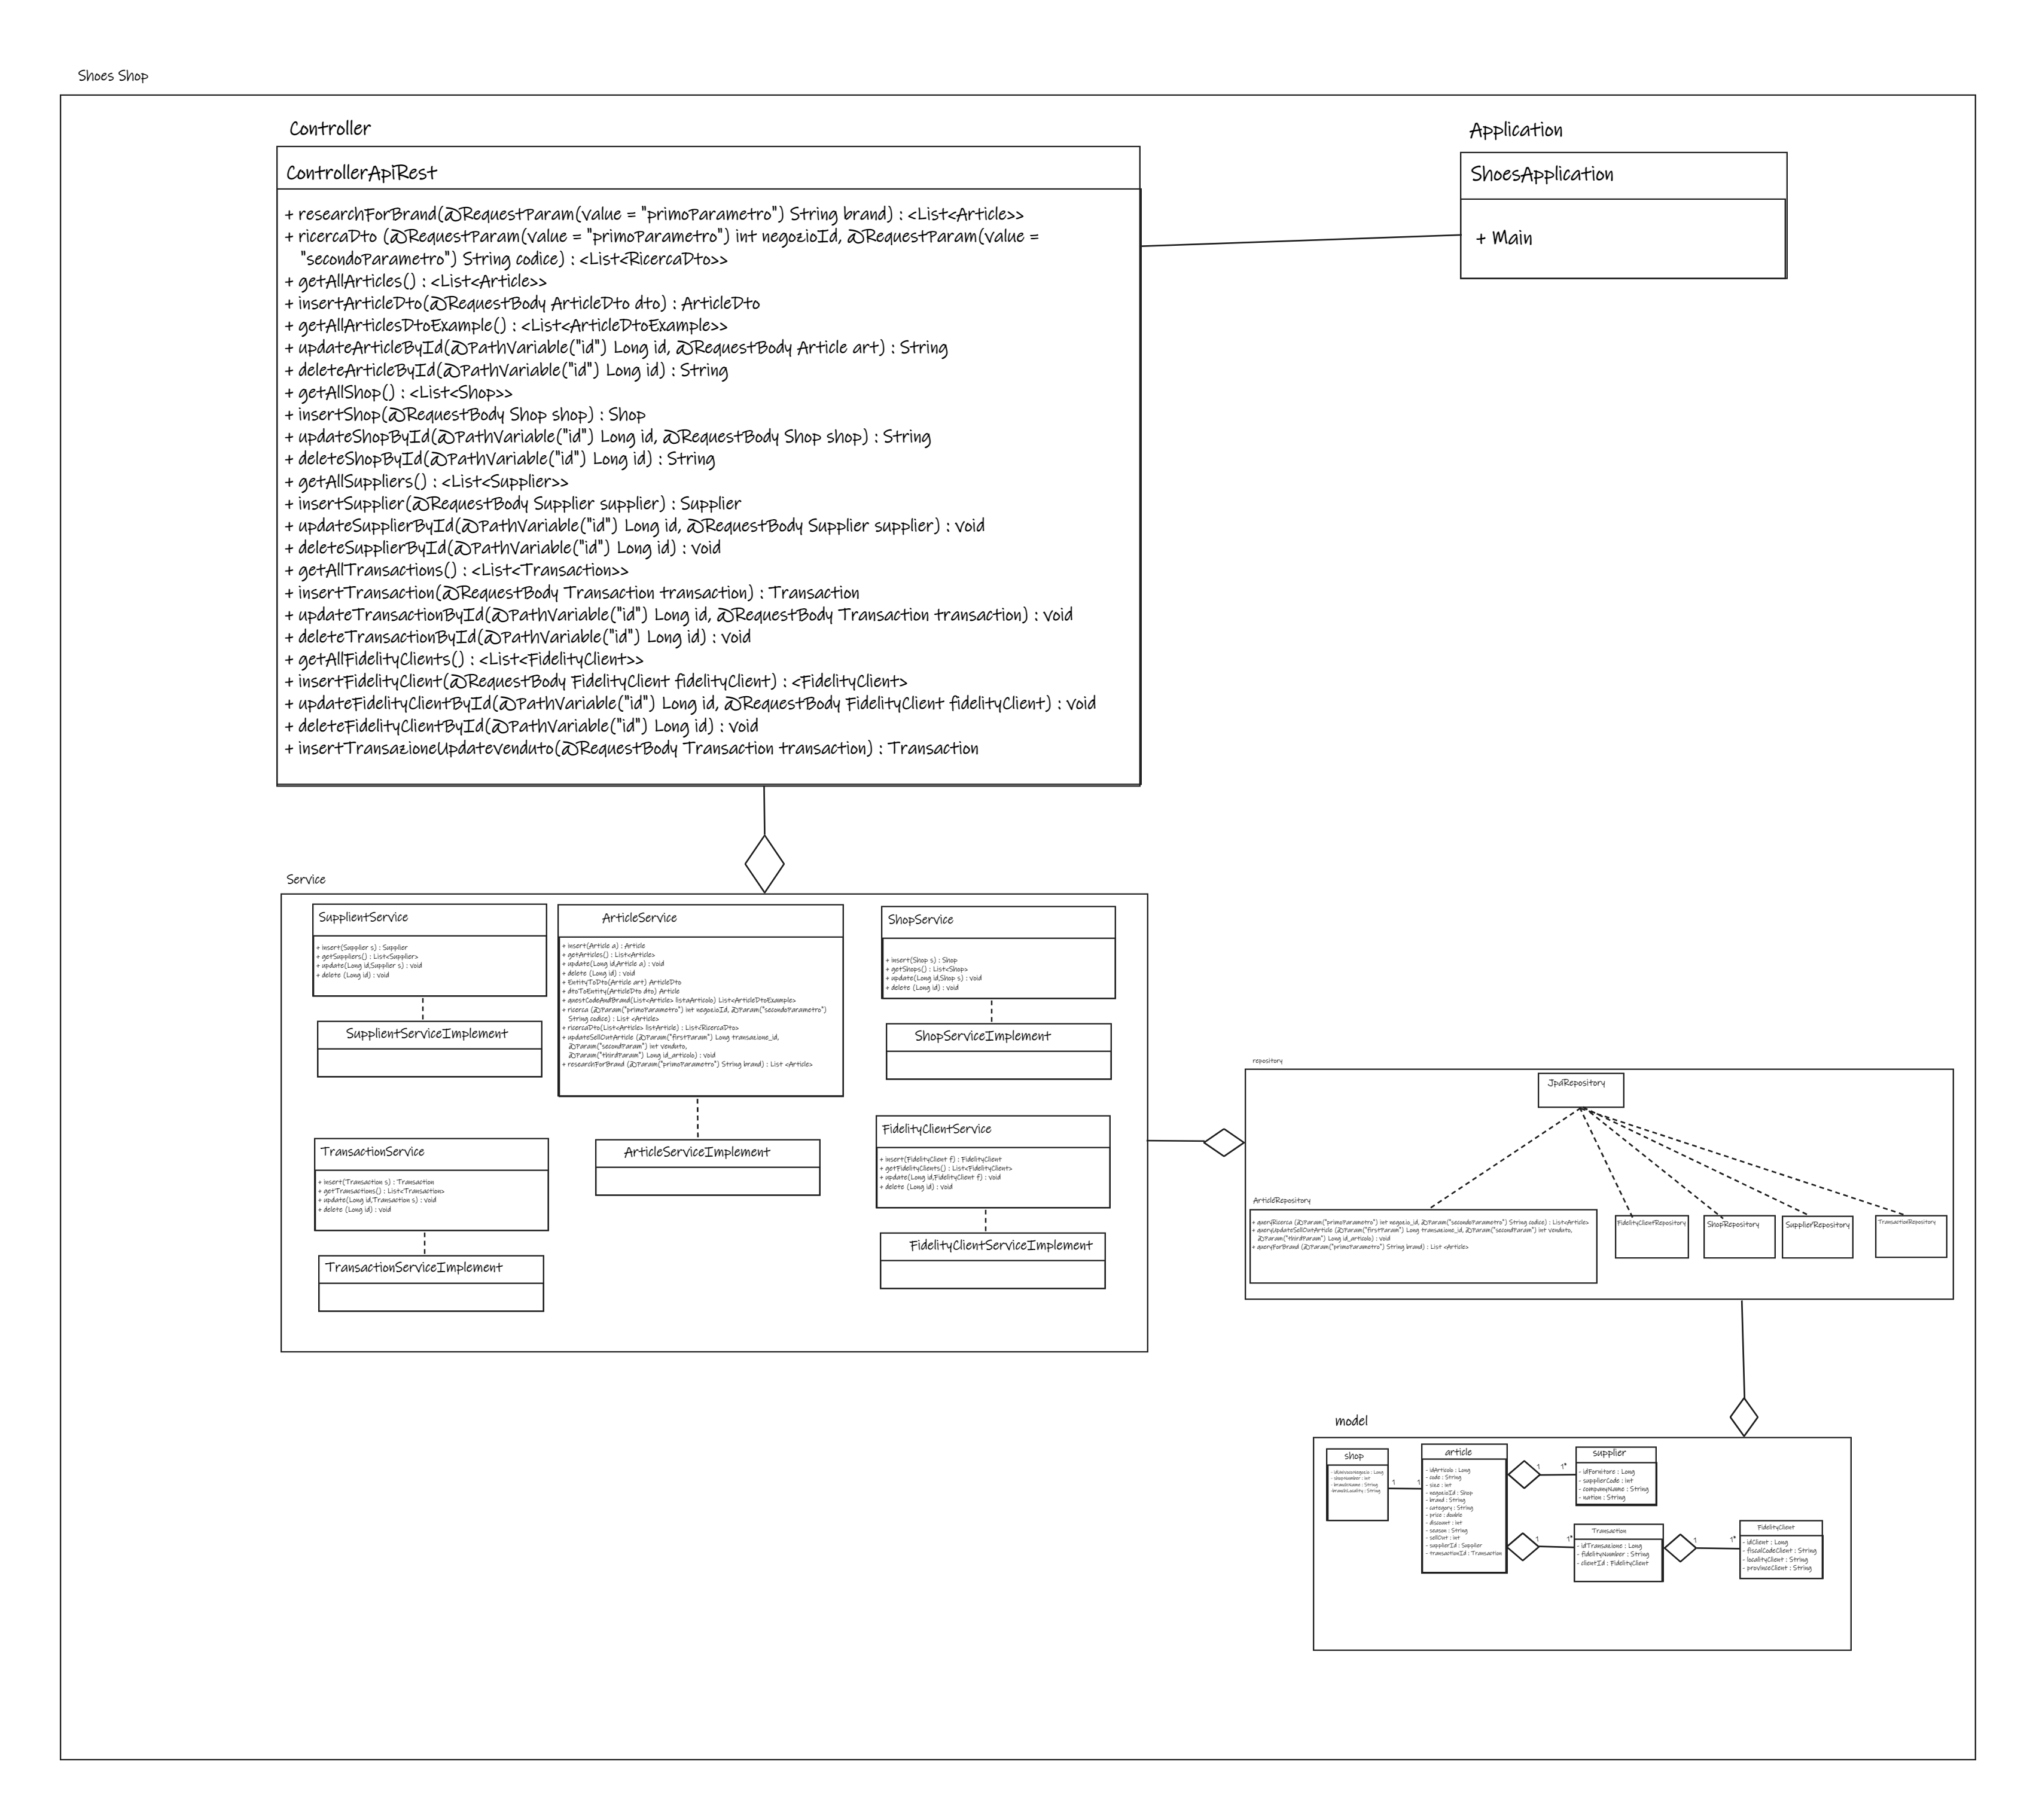 Shoes Shop
Controller
ControllerApiRest
+ researchForBrand(@RequestParam(value = "primoParametro") String brand) : <List<Article>>
+ ricercaDto (@RequestParam(value = "primoParametro") int negozioId, @RequestParam(value =
"secondoParametro") String codice) : <List<RicercaDto>>
+ getAllArticles() : <List<Article>>
+ insertArticleDto(@RequestBody ArticleDto dto) : ArticleDto
+ getAllArticlesDtoExample() : <List<ArticleDtoExample>>
+ updateArticleById(@PathVariable("id") Long id, @RequestBody Article art) : String
+ deleteArticleById(@PathVariable("id") Long id) : String
+ getAllShop() : <List<Shop>>
+ insertShop(@RequestBody Shop shop) : Shop
+ updateShopById(@PathVariable("id") Long id, @RequestBody Shop shop) : String
+ deleteShopById(@PathVariable("id") Long id) : String
+ getAllSuppliers() : <List<Supplier>>
+ insertSupplier(@RequestBody Supplier supplier) : Supplier
+ updateSupplierById(@PathVariable("id") Long id, @RequestBody Supplier supplier) : void
+ deleteSupplierById(@PathVariable("id") Long id) : void
+ getAllTransactions() : <List<Transaction>>
+ insertTransaction(@RequestBody Transaction transaction) : Transaction
+ updateTransactionById(@PathVariable("id") Long id, @RequestBody Transaction transaction) : void
+ deleteTransactionById(@PathVariable("id") Long id) : void
+ getAllFidelityClients() : <List<FidelityClient>>
+ insertFidelityClient(@RequestBody FidelityClient fidelityClient) : <FidelityClient>
+ updateFidelityClientById(@PathVariable("id") Long id, @RequestBody FidelityClient fidelityClient) : void
+ deleteFidelityClientById(@PathVariable("id") Long id) : void
+ insertTransazioneUpdatevenduto(@RequestBody Transaction transaction) : Transaction
Application
ShoesApplication
+ Main
Service
SupplientService
+ insert(Supplier s) : Supplier
+ getSuppliers() : List<Supplier>
+ update(Long id,Supplier s) : void
+ delete (Long id) : void
SupplientServiceImplement
ArticleService
+ insert(Article a) : Article
+ getArticles() : List<Article>
+ update(Long id,Article a) : void
+ delete (Long id) : void
+ EntityToDto(Article art) ArticleDto
+ dtoToEntity(ArticleDto dto) Article
+ questCodeAndBrand(List<Article> listaArticolo) List<ArticleDtoExample>
+ ricerca (@Param("primoParametro") int negozioId, @Param("secondoParametro")
String codice) : List <Article>
+ ricercaDto(List<Article> listArticle) : List<RicercaDto>
+ updateSellOutArticle (@Param("firstParam") Long transazione_id,
@Param("secondParam") int venduto,
@Param("thirdParam") Long id_articolo) : void
+ researchForBrand (@Param("primoParametro") String brand) : List <Article>
ArticleServiceImplement
ShopService
+ insert(Shop s) : Shop
+ getShops() : List<Shop>
+ update(Long id,Shop s) : void
+ delete (Long id) : void
ShopServiceImplement
TransactionService
+ insert(Transaction s) : Transaction
+ getTransactions() : List<Transaction>
+ update(Long id,Transaction s) : void
+ delete (Long id) : void
TransactionServiceImplement
FidelityClientService
+ insert(FidelityClient f) : FidelityClient
+ getFidelityClients() : List<FidelityClient>
+ update(Long id,FidelityClient f) : void
+ delete (Long id) : void
FidelityClientServiceImplement
repository
JpaRepository
ArticleRepository
+ queryRicerca (@Param("primoParametro") int negozio_id, @Param("secondoParametro") String codice) : List<Article>
+ queryUpdateSellOutArticle (@Param("firstParam") Long transazione_id, @Param("secondParam") int venduto,
@Param("thirdParam") Long id_articolo) : void
+ queryForBrand (@Param("primoParametro") String brand) : List <Article>
FidelityClientRepository
ShopRepository
SupplierRepository
TransactionRepository
model
shop
- shopNumber : int
- branchName : String
-branchLocality : String
1
1
article
- idArticolo : Long
- code : String
- size : int
- negozioId : Shop
- brand : String
- category : String
- price : double
- discount : int
- season : String
- sellOut : int
- supplierId : Supplier
- transactionId : Transaction
1
1*
supplier
- idFornitore : Long
- supplierCode : int
- companyName : String
- nation : String
1
1*
Transaction
- idTransazione : Long
- fidelityNumber : String
- clientId : FidelityClient
1
1*
FidelityClient
- idClient : Long
- fiscalCodeClient : String
- localityClient : String
- provinceClient : String